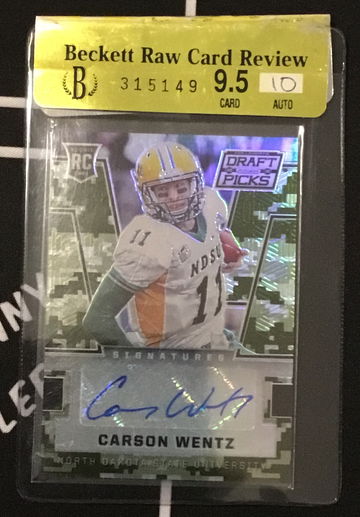 Beckett Raw Card Review
B 315149 9.5 10
CARD AUTO
RC
DRAFT
PICKS
11
NDSU
11
SIGNATURES
CARSON WENTZ
NORTH DAKOTA STATE UNIVERSITY